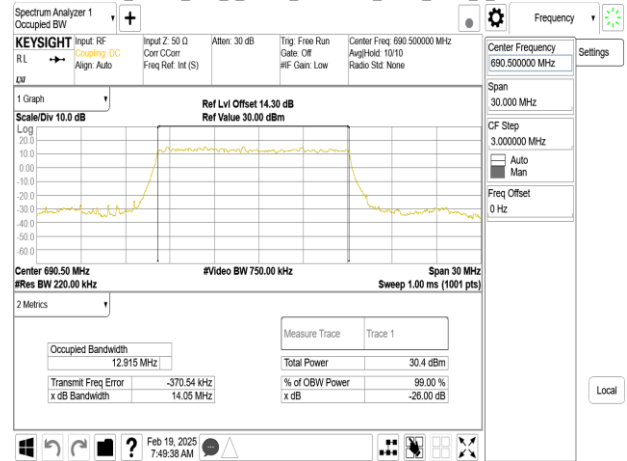 Spectrum Analyzer 1
Occupied BW
Frequency
KEYSIGHT Input: RF Input Z: 50 Ω Atten: 30 dB Trig: Free Run Center Freq: 690.500000 MHz
RL Coupling: DC Corr CCorr Gate: Off Avg|Hold: 10/10
Align: Auto Freq Ref: Int (S) #IF Gain: Low Radio Std: None
LXI
Center Frequency
690.500000 MHz
Settings
Span
30.000 MHz
CF Step
3.000000 MHz
Auto
Man
Freq Offset
0 Hz
1 Graph
Ref Lvl Offset 14.30 dB
Scale/Div 10.0 dB Ref Value 30.00 dBm
Log
20.0
10.0
0.00
-10.0
-20.0
-30.0
-40.0
-50.0
-60.0
Center 690.50 MHz #Video BW 750.00 kHz Span 30 MHz
#Res BW 220.00 kHz Sweep 1.00 ms (1001 pts)
2 Metrics
Measure Trace Trace 1
Occupied Bandwidth
12.915 MHz
Total Power 30.4 dBm
Transmit Freq Error -370.54 kHz % of OBW Power 99.00 %
x dB Bandwidth 14.05 MHz x dB -26.00 dB
Local
Feb 19, 2025
7:49:38 AM